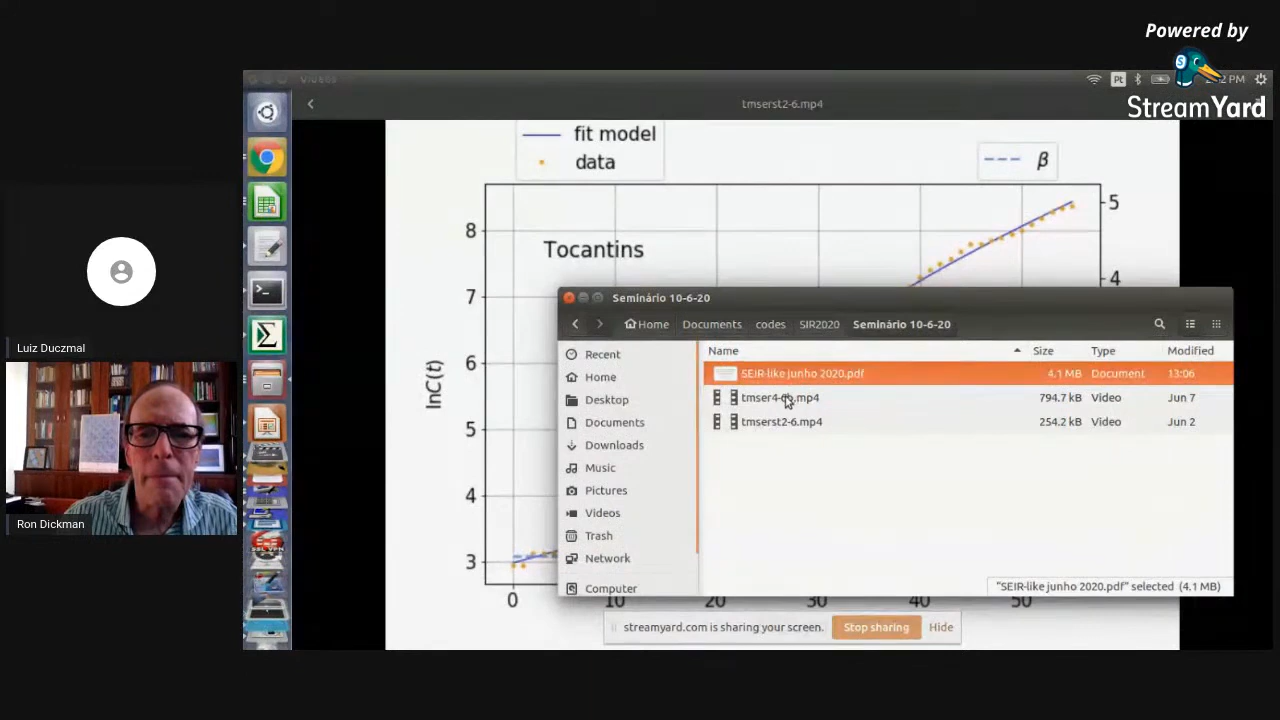 Powered by
StreamYard
Videos
Pt
PM
tmserst2-6.mp4
fit model
data
β
5
4
8
7
6
5
4
3
lnC(t)
Tocantins
0
10
20
30
40
50
Seminário 10-6-20
Home
Documents
codes
SIR2020
Seminário 10-6-20
Recent
Home
Desktop
Documents
Downloads
Music
Pictures
Videos
Trash
Network
Computer
Name
Size
Type
Modified
SEIR-like junho 2020.pdf
4.1 MB
Document
13:06
794.7 kB
Video
Jun 7
tmserst2-6.mp4
254.2 kB
Video
Jun 2
"SEIR-like junho 2020.pdf" selected (4.1 MB)
streamyard.com is sharing your screen.
Stop sharing
Hide
Luiz Duczmal
Ron Dickman